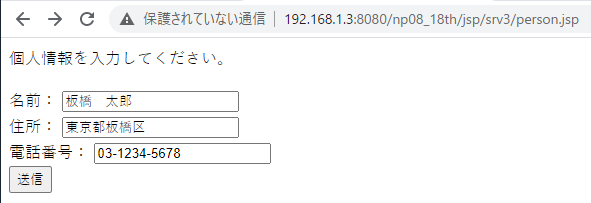 保護されていない通信 192.168.1.3:8080/np08_18th/jsp/srv3/person.jsp
個人情報を入力してください。
名前： 板橋　太郎
住所： 東京都板橋区
電話番号： 03-1234-5678
送信